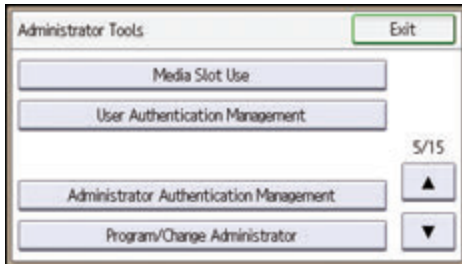 Administrator Tools
Exit
Media Slot Use
User Authentication Management
5/15
▲
Administrator Authentication Management
Program/Change Administrator
▼